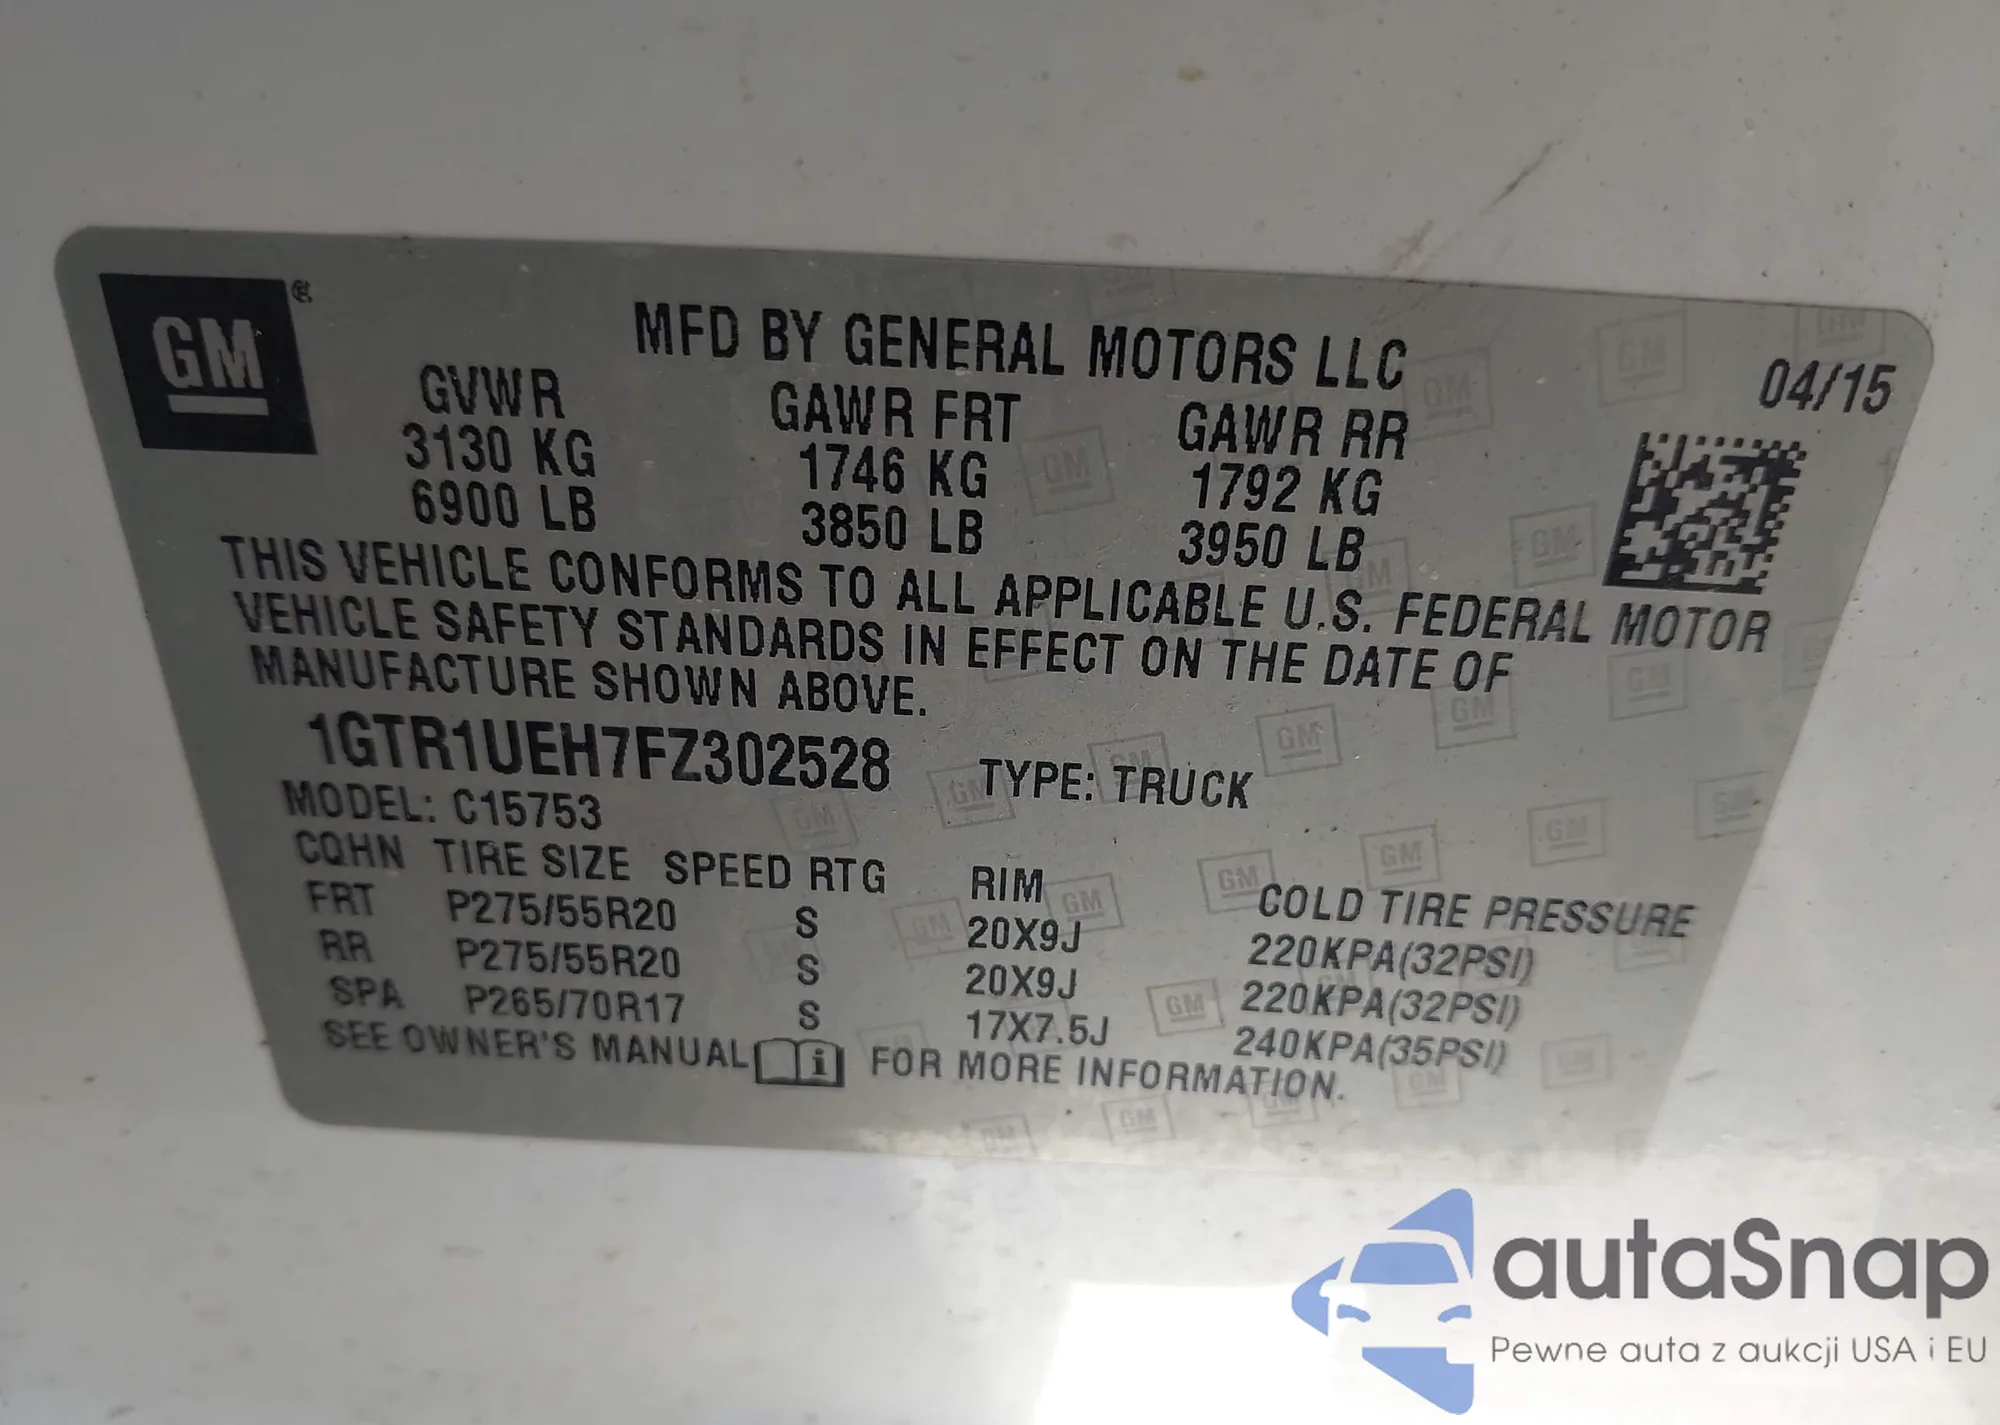 GM ®
MFD BY GENERAL MOTORS LLC
04/15
GVWR GAWR FRT GAWR RR
3130 KG 1746 KG 1792 KG
6900 LB 3850 LB 3950 LB
THIS VEHICLE CONFORMS TO ALL APPLICABLE U.S. FEDERAL MOTOR
VEHICLE SAFETY STANDARDS IN EFFECT ON THE DATE OF
MANUFACTURE SHOWN ABOVE.
1GTR1UEH7FZ302528 TYPE: TRUCK
MODEL: C15753
CQHN TIRE SIZE SPEED RTG RIM COLD TIRE PRESSURE
FRT P275/55R20 S 20X9J 220KPA(32PSI)
RR P275/55R20 S 20X9J 220KPA(32PSI)
SPA P265/70R17 S 17X7.5J 240KPA(35PSI)
SEE OWNER'S MANUAL i FOR MORE INFORMATION.
autaSnap
Pewne auta z aukcji USA i EU